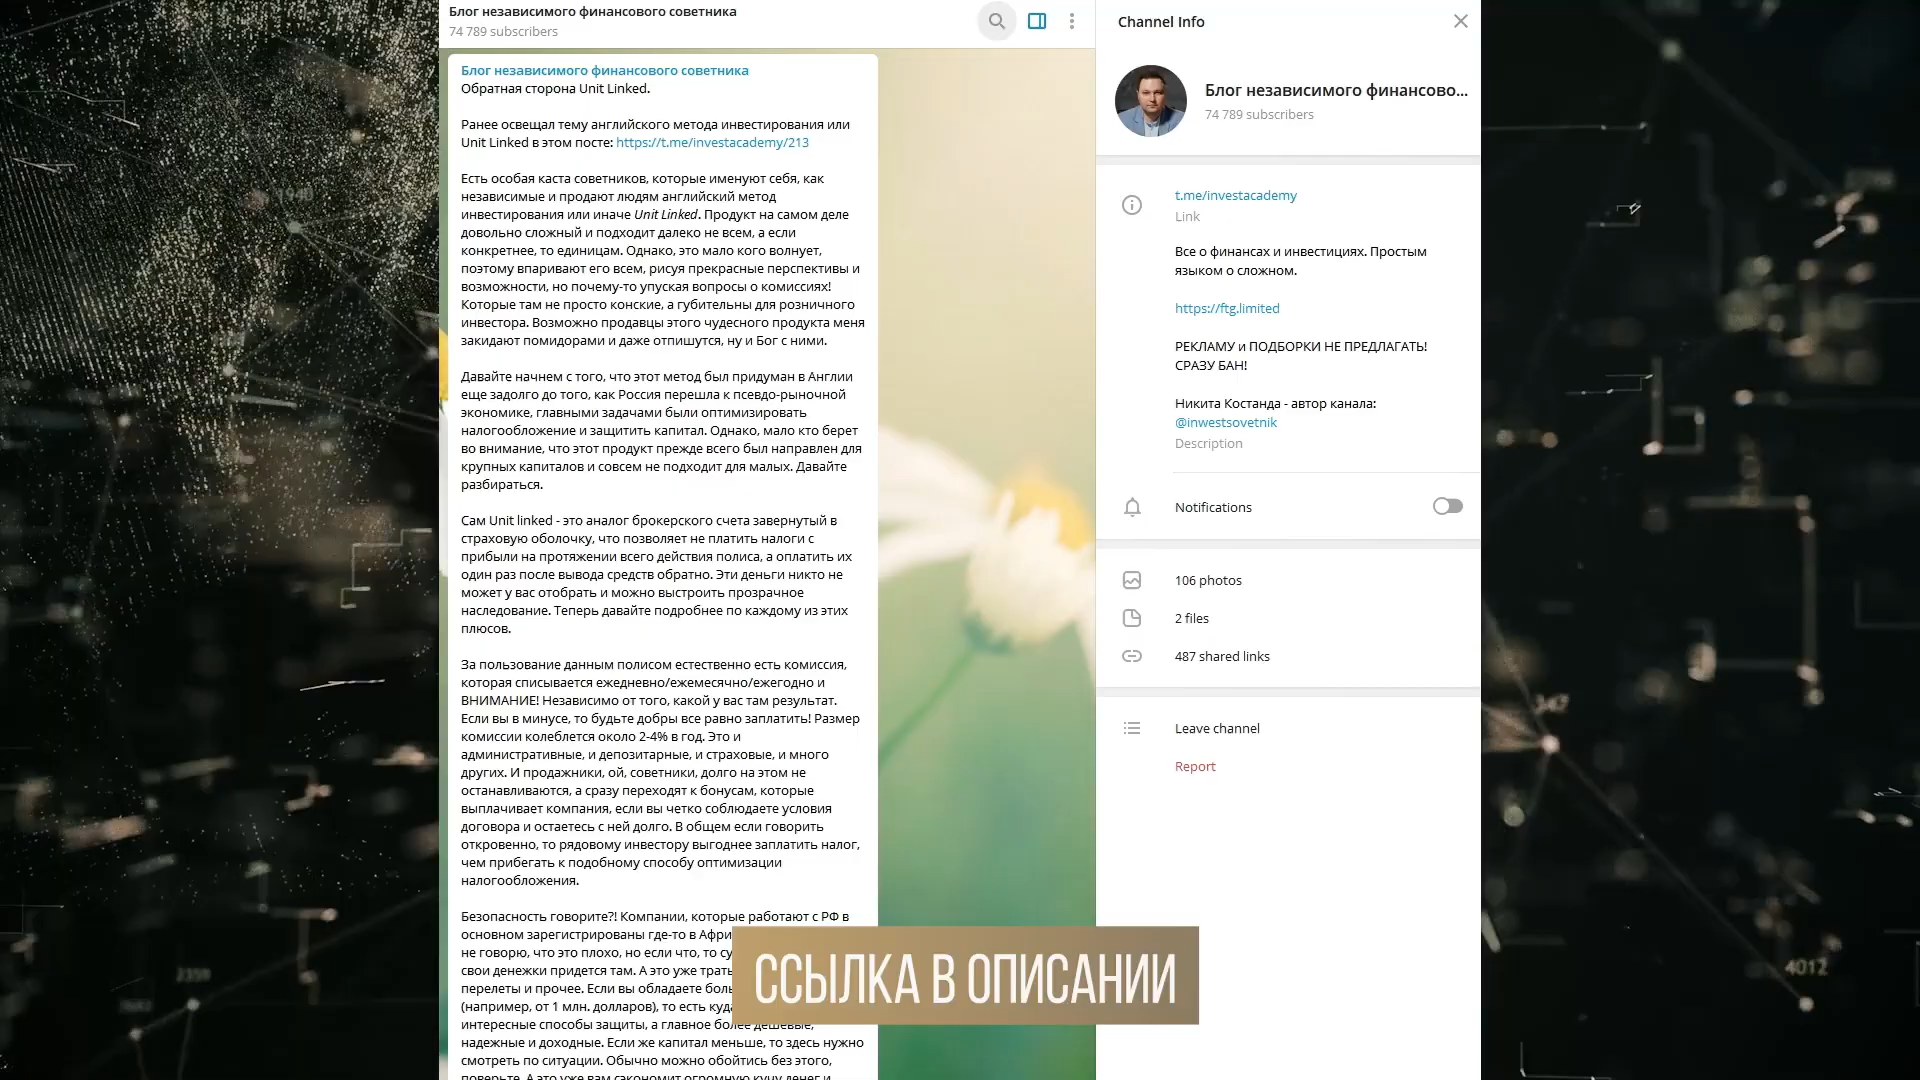 Блог независимого финансового советника
74 789 subscribers
Блог независимого финансового советника
Обратная сторона Unit Linked.
Ранее освещал тему английского метода инвестирования или
Unit Linked в этом посте: https://t.me/investacademy/213
Есть особая каста советников, которые именуют себя, как
независимые и продают людям английский метод
инвестирования или иначе Unit Linked. Продукт на самом деле
довольно сложный и подходит далеко не всем, а если
конкретнее, то единицам. Однако, это мало кого волнует,
поэтому впаривают его всем, рисуя прекрасные перспективы и
возможности, но почему-то упуская вопросы о комиссиях!
Которые там не просто конские, а губительны для розничного
инвестора. Возможно продавцы этого чудесного продукта меня
закидают помидорами и даже отпишутся, ну и Бог с ними.
Давайте начнем с того, что этот метод был придуман в Англии
еще задолго до того, как Россия перешла к псевдо-рыночной
экономике, главными задачами были оптимизировать
налогообложение и защитить капитал. Однако, мало кто берет
во внимание, что этот продукт прежде всего был направлен для
крупных капиталов и совсем не подходит для малых. Давайте
разбираться.
Сам Unit linked - это аналог брокерского счета завернутый в
страховую оболочку, что позволяет не платить налоги с
прибыли на протяжении всего действия полиса, а оплатить их
один раз после вывода средств обратно. Эти деньги никто не
может у вас отобрать и можно выстроить прозрачное
наследование. Теперь давайте подробнее по каждому из этих
плюсов.
За пользование данным полисом естественно есть комиссия,
которая списывается ежедневно/ежемесячно/ежегодно и
ВНИМАНИЕ! Независимо от того, какой у вас там результат.
Если вы в минусе, то будьте добры все равно заплатить! Размер
комиссии колеблется около 2-4% в год. Это и
административные, и депозитарные, и страховые, и много
других. И продажники, ой, советники, долго на этом не
останавливаются, а сразу переходят к бонусам, которые
выплачивает компания, если вы четко соблюдаете условия
договора и остаетесь с ней долго. В общем если говорить
откровенно, то рядовому инвестору выгоднее заплатить налог,
чем прибегать к подобному способу оптимизации
налогообложения.
Безопасность говорите?! Компании, которые работают с РФ в
основном зарегистрированы где-то в
не говорю, что это плохо, но если что, то
свои денежки придется там. А это уже
перелеты и прочее. Если вы обладаете
(например, от 1 млн. долларов), то есть
интересные способы защиты, а главное более дешевые,
надежные и доходные. Если же капитал меньше, то здесь нужно
смотреть по ситуации. Обычно можно обойтись без этого,
поверьте. А это уже вам сэкономит огромную кучу денег и
Channel Info
Блог независимого финансово...
74 789 subscribers
t.me/investacademy
Link
Все о финансах и инвестициях. Простым
языком о сложном.
https://ftg.limited
РЕКЛАМУ и ПОДБОРКИ НЕ ПРЕДЛАГАТЬ!
СРАЗУ БАН!
Никита Костанда - автор канала:
@inwestsovetnik
Description
Notifications
106 photos
2 files
487 shared links
Leave channel
Report
ССЫЛКА В ОПИСАНИИ
347
2359
4012